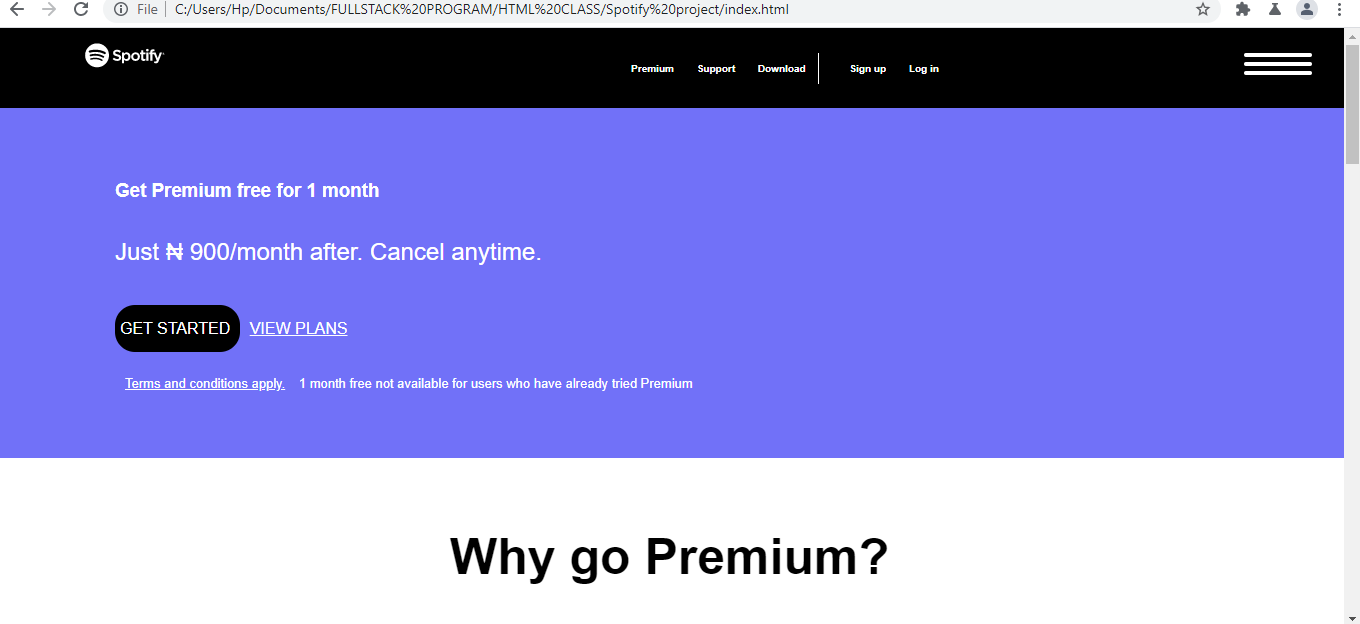 File C:/Users/Hp/Documents/FULLSTACK%20PROGRAM/HTML%20CLASS/Spotify%20project/index.html
Spotify
Premium Support Download Sign up Log in
Get Premium free for 1 month
Just ₦ 900/month after. Cancel anytime.
GET STARTED VIEW PLANS
Terms and conditions apply. 1 month free not available for users who have already tried Premium
Why go Premium?